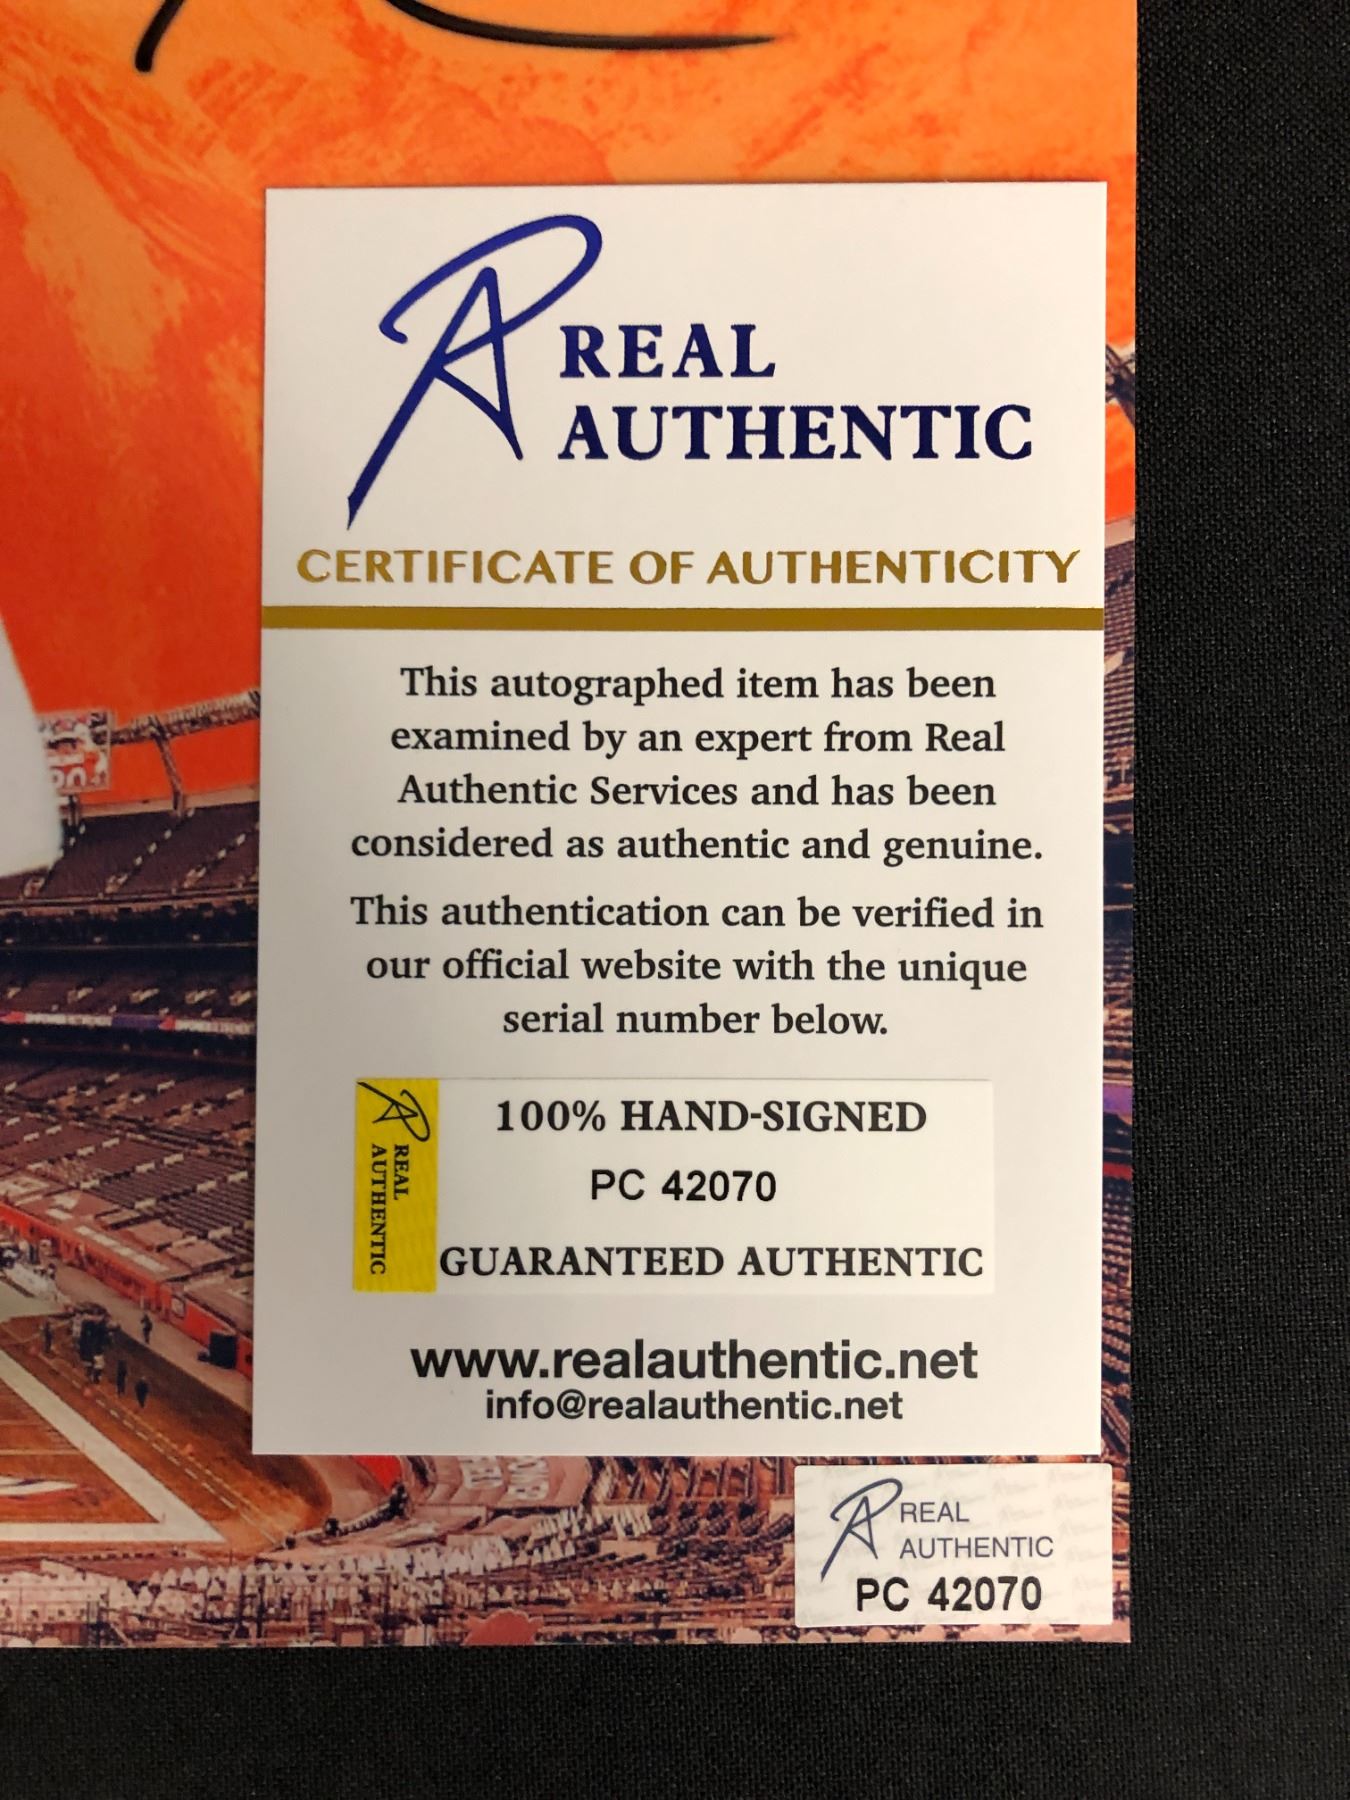 REAL
AUTHENTIC
CERTIFICATE OF AUTHENTICITY
This autographed item has been
examined by an expert from Real
Authentic Services and has been
considered as authentic and genuine.
This authentication can be verified in
our official website with the unique
serial number below.
REAL
AUTHENTIC
100% HAND-SIGNED
PC 42070
GUARANTEED AUTHENTIC
www.realauthentic.net
info@realauthentic.net
REAL
AUTHENTIC
PC 42070